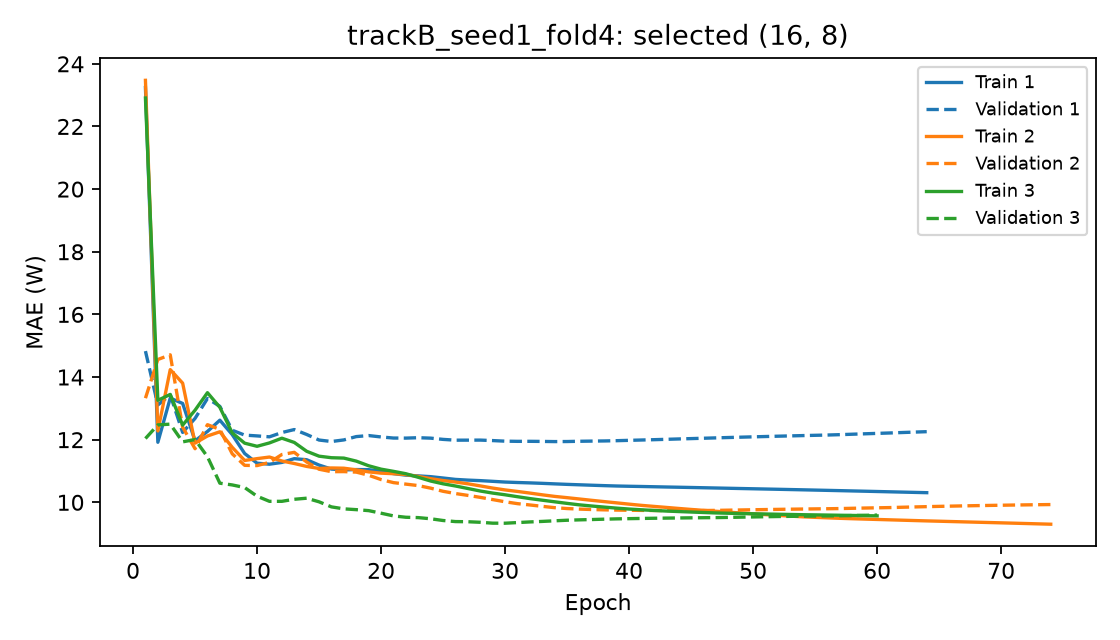 trackB_seed1_fold4: selected (16, 8)
24
22
20
18
16
14
12
10
MAE (W)
Train 1
Validation 1
Train 2
Validation 2
Train 3
Validation 3
0 10 20 30 40 50 60 70
Epoch